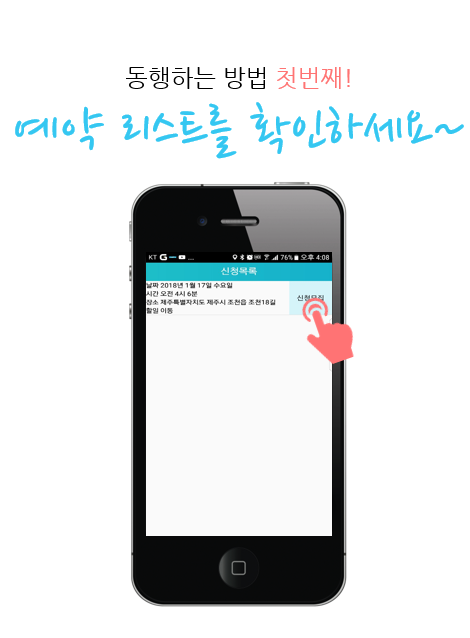 동행하는 방법 첫번째!
예약 리스트를 확인하세요~
KT G ... 76% 오후 4:08
신청목록
날짜 2018년 1월 17일 수요일
시간 오전 4시 6분
장소 제주특별자치도 제주시 조천읍 조천18길
할일 이동